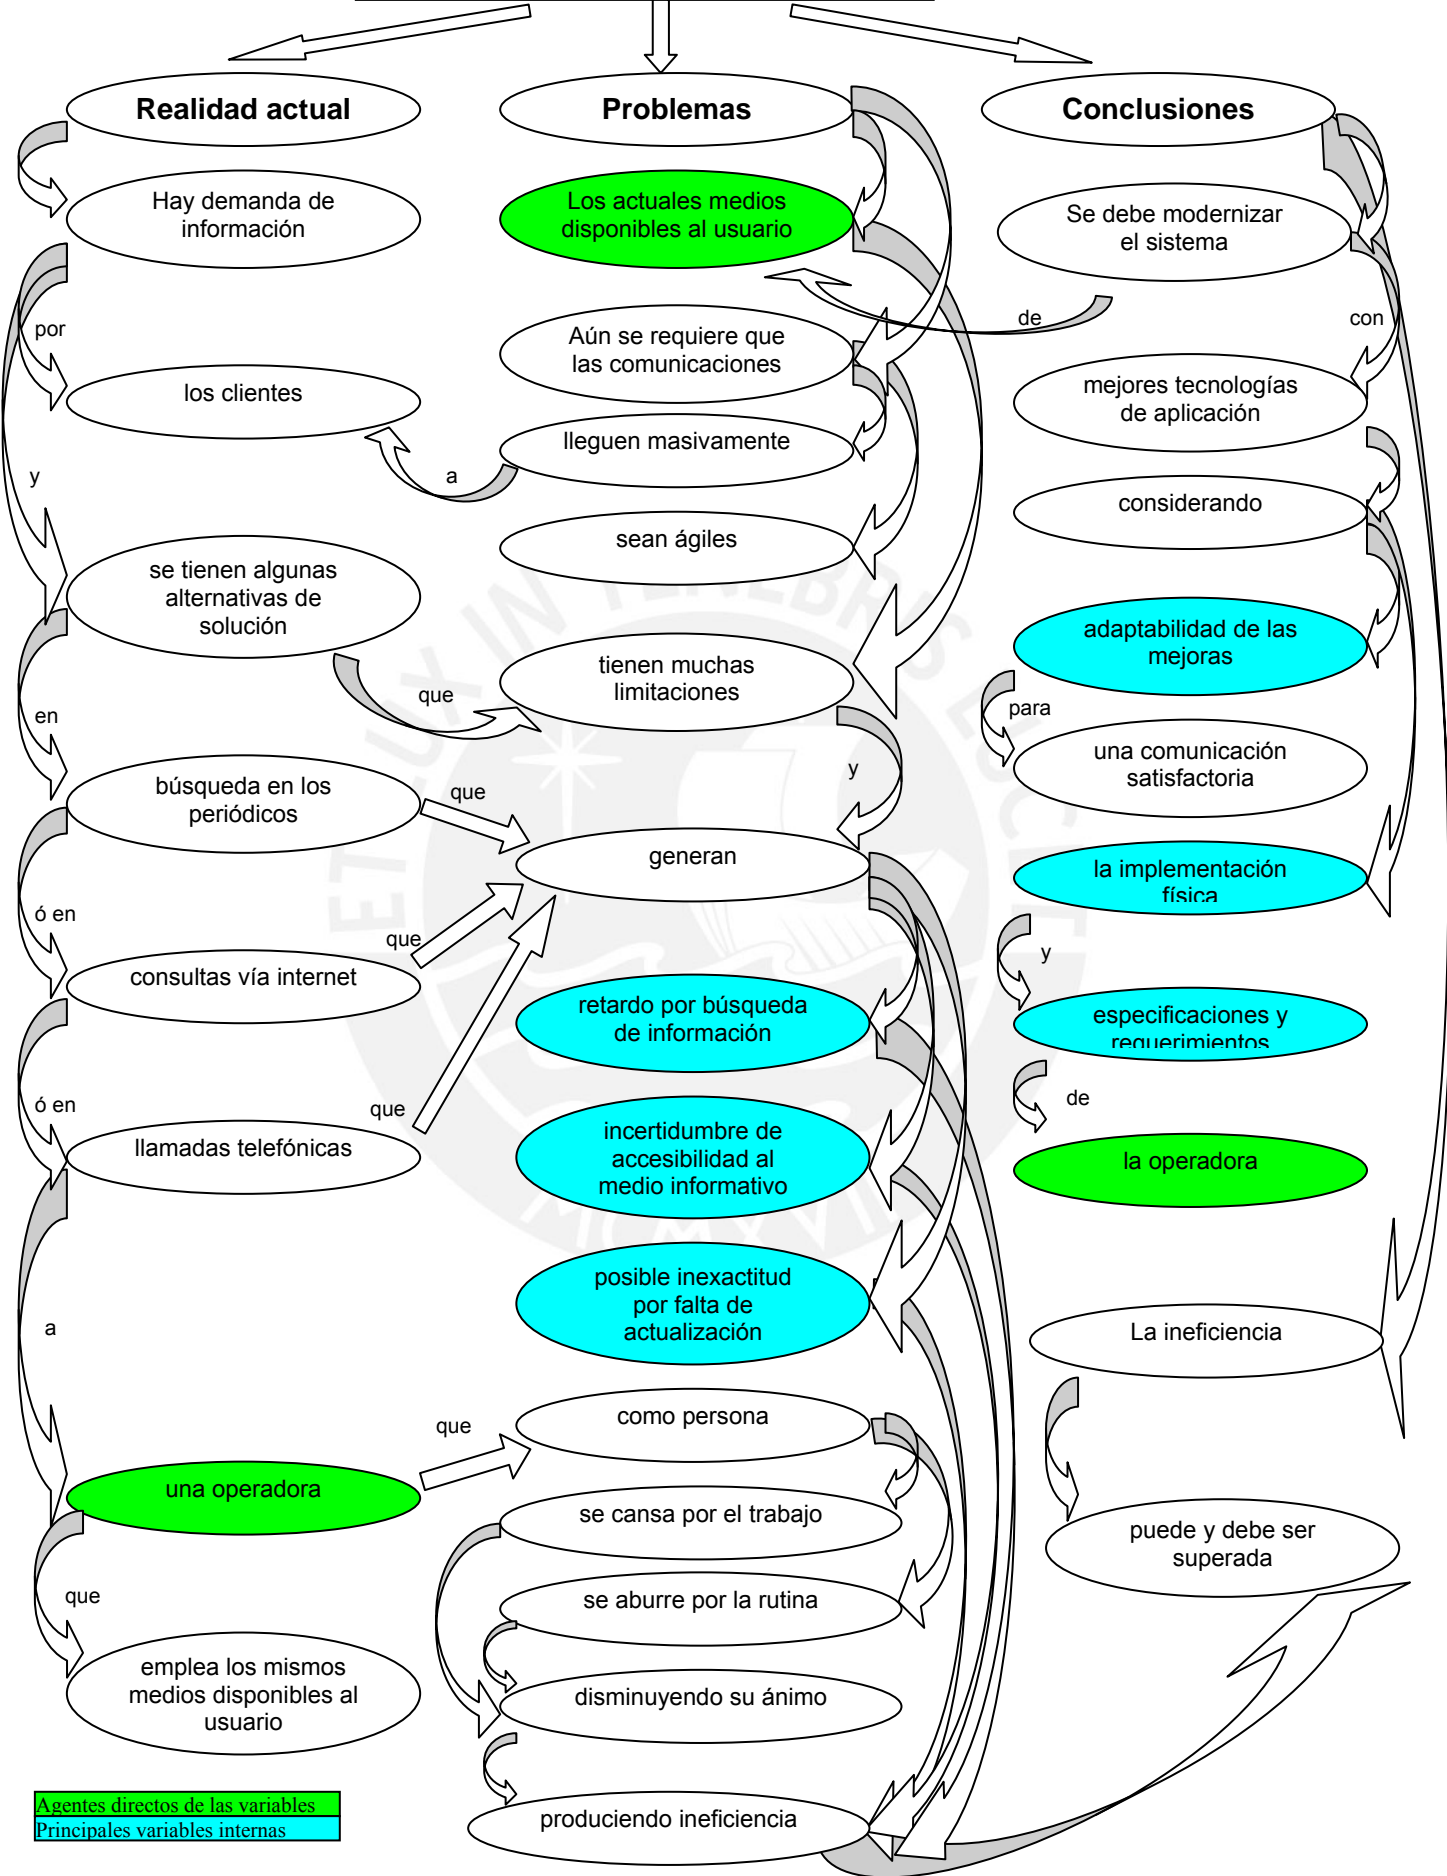 Realidad actual
Hay demanda de
información
por
los clientes
y
se tienen algunas
alternativas de
solución
que
en
búsqueda en los
periódicos
que
ó en
consultas vía internet
que
ó en
llamadas telefónicas
que
a
una operadora
que
que
emplea los mismos
medios disponibles al
usuario
Problemas
Los actuales medios
disponibles al usuario
Aún se requiere que
las comunicaciones
lleguen masivamente
a
sean ágiles
tienen muchas
limitaciones
y
generan
retardo por búsqueda
de información
incertidumbre de
accesibilidad al
medio informativo
posible inexactitud
por falta de
actualización
como persona
se cansa por el trabajo
se aburre por la rutina
disminuyendo su ánimo
produciendo ineficiencia
Conclusiones
Se debe modernizar
el sistema
de
con
mejores tecnologías
de aplicación
considerando
adaptabilidad de las
mejoras
para
una comunicación
satisfactoria
la implementación
física
y
especificaciones y
requerimientos
de
la operadora
La ineficiencia
puede y debe ser
superada
Agentes directos de las variables
Principales variables internas
ET LUX IN TENEBRIS LUCET
MCMXVII